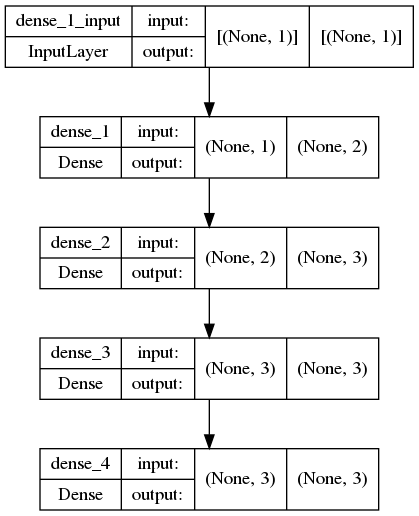 dense_1_input input: [(None, 1)] [(None, 1)]
InputLayer output:
dense_1 input: (None, 1) (None, 2)
Dense output:
dense_2 input: (None, 2) (None, 3)
Dense output:
dense_3 input: (None, 3) (None, 3)
Dense output:
dense_4 input: (None, 3) (None, 3)
Dense output: